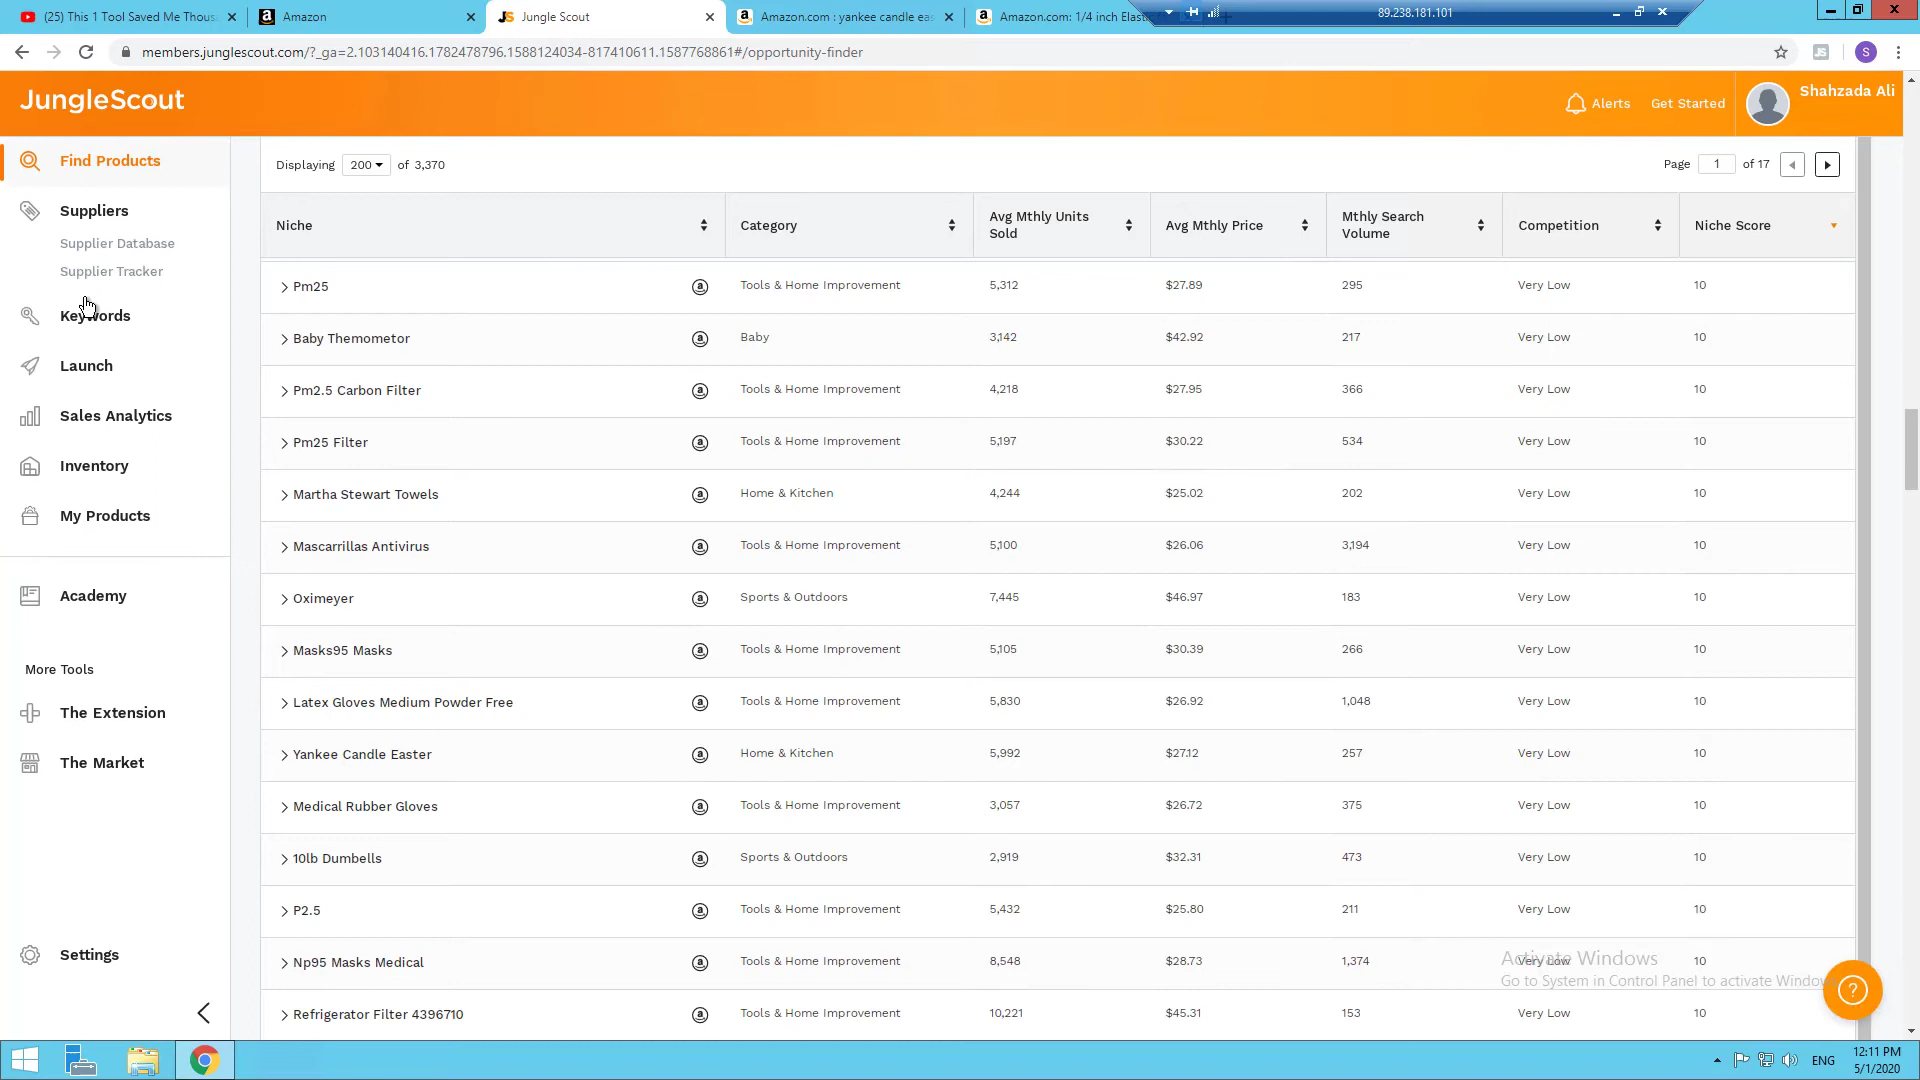 (25) This 1 Tool Saved Me Thous
Amazon
Jungle Scout
Amazon.com : yankee candle eas
Amazon.com: 1/4 inch Elasti
89.238.181.101
members.junglescout.com/?_ga=2.103140416.1782478796.1588124034-817410611.1587768861#/opportunity-finder
JungleScout
Alerts
Get Started
Shahzada Ali
Find Products
Suppliers
Supplier Database
Supplier Tracker
Keywords
Launch
Sales Analytics
Inventory
My Products
Academy
More Tools
The Extension
The Market
Settings
Displaying 200 of 3,370
Page 1 of 17
Niche Category Avg Mthly Units Sold Avg Mthly Price Mthly Search Volume Competition Niche Score
Pm25 Tools & Home Improvement 5,312 $27.89 295 Very Low 10
Baby Themometor Baby 3,142 $42.92 217 Very Low 10
Pm2.5 Carbon Filter Tools & Home Improvement 4,218 $27.95 366 Very Low 10
Pm25 Filter Tools & Home Improvement 5,197 $30.22 534 Very Low 10
Martha Stewart Towels Home & Kitchen 4,244 $25.02 202 Very Low 10
Mascarrillas Antivirus Tools & Home Improvement 5,100 $26.06 3,194 Very Low 10
Oximeyer Sports & Outdoors 7,445 $46.97 183 Very Low 10
Masks95 Masks Tools & Home Improvement 5,105 $30.39 266 Very Low 10
Latex Gloves Medium Powder Free Tools & Home Improvement 5,830 $26.92 1,048 Very Low 10
Yankee Candle Easter Home & Kitchen 5,992 $27.12 257 Very Low 10
Medical Rubber Gloves Tools & Home Improvement 3,057 $26.72 375 Very Low 10
10lb Dumbells Sports & Outdoors 2,919 $32.31 473 Very Low 10
P2.5 Tools & Home Improvement 5,432 $25.80 211 Very Low 10
Np95 Masks Medical Tools & Home Improvement 8,548 $28.73 1,374 Very Low 10
Refrigerator Filter 4396710 Tools & Home Improvement 10,221 $45.31 153 Very Low 10
Activate Windows
Go to System in Control Panel to activate Window
ENG
12:11 PM
5/1/2020